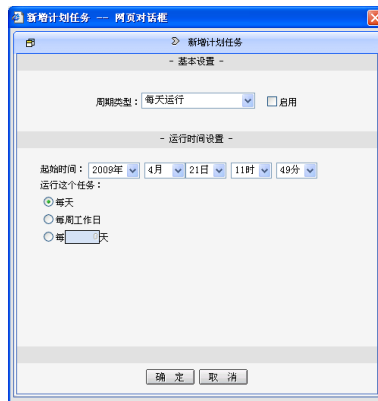 新增计划任务 -- 网页对话框
新增计划任务
- 基本设置 -
周期类型: 每天运行 启用
- 运行时间设置 -
起始时间: 2009年 4月 21日 11时 49分
运行这个任务:
每天
每周工作日
每 0 天
确 定 取 消